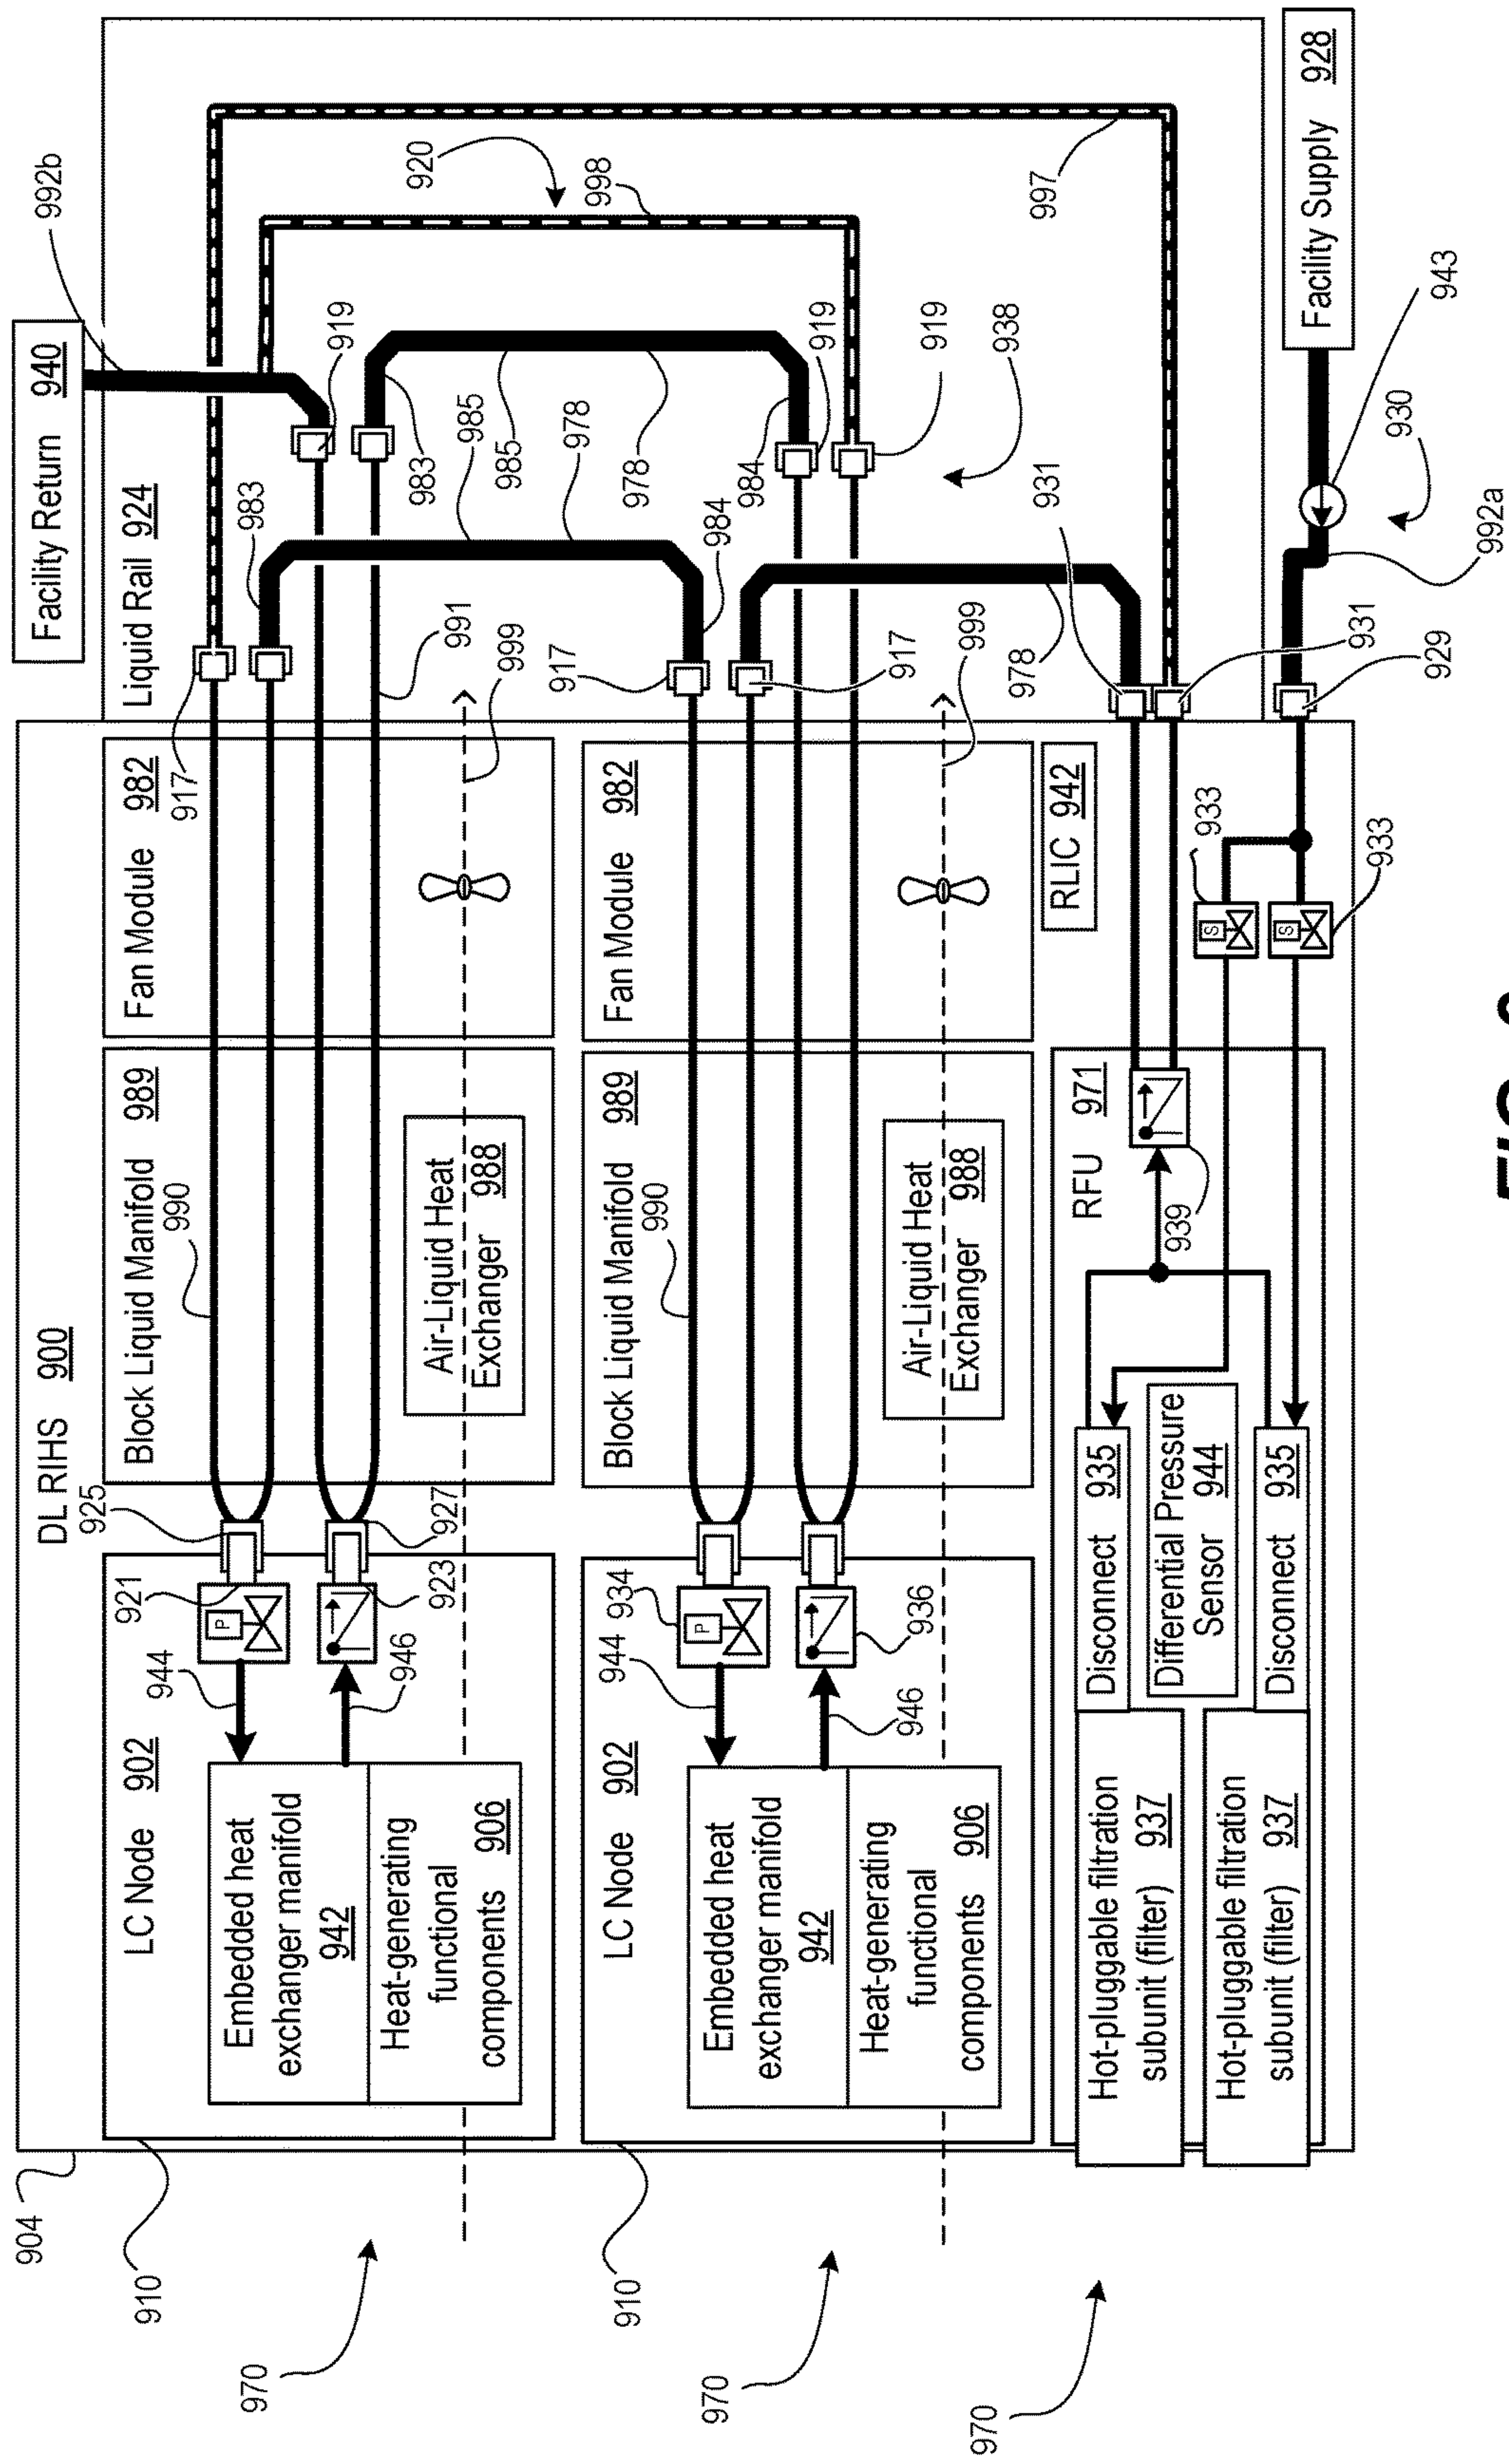 904
DL RIHS 900
Facility Return 940
992b
910
LC Node 902
944
921
925
Embedded heat
exchanger manifold
942
Heat-generating
functional
components 906
P
946
923
927
Block Liquid Manifold 989
990
Air-Liquid Heat
Exchanger 988
Fan Module 982
917
Liquid Rail 924
983
919
991
999
983
985
978
985
978
920
998
970
910
LC Node 902
944
934
Embedded heat
exchanger manifold
942
Heat-generating
functional
components 906
P
946
936
Block Liquid Manifold 989
990
Air-Liquid Heat
Exchanger 988
Fan Module 982
917
984
984
919
919
917
999
938
970
RLIC 942
931
978
997
970
RFU 971
939
Hot-pluggable filtration
subunit (filter) 937
Disconnect 935
Differential Pressure
Sensor 944
Hot-pluggable filtration
subunit (filter) 937
Disconnect 935
S
933
S
933
931
929
Facility Supply 928
930
943
992a